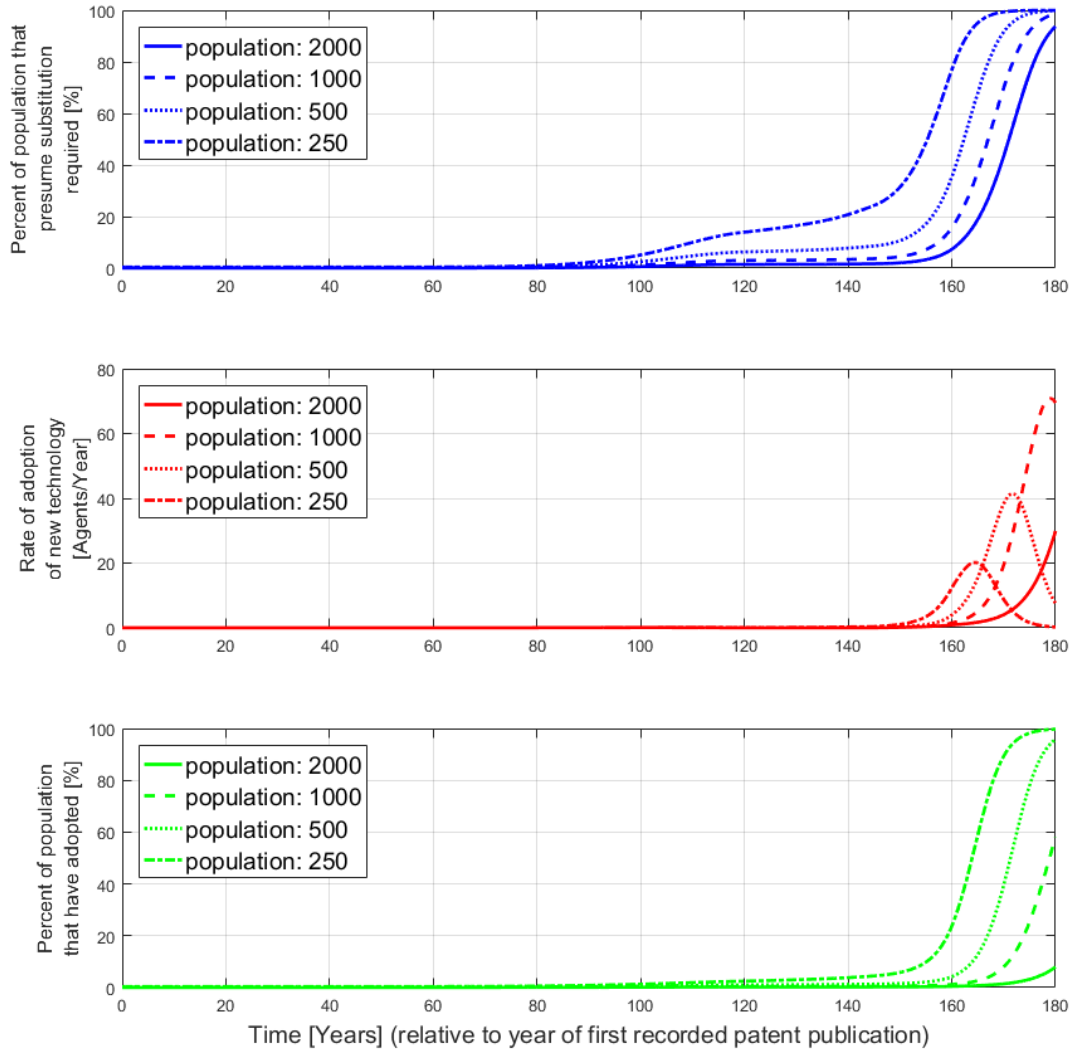 Percent of population that
presume substitution
required [%]
100
80
60
40
20
0
population: 2000
population: 1000
population: 500
population: 250
0 20 40 60 80 100 120 140 160 180
Rate of adoption
of new technology
[Agents/Year]
80
60
40
20
0
population: 2000
population: 1000
population: 500
population: 250
0 20 40 60 80 100 120 140 160 180
Percent of population
that have adopted [%]
100
80
60
40
20
0
population: 2000
population: 1000
population: 500
population: 250
0 20 40 60 80 100 120 140 160 180
Time [Years] (relative to year of first recorded patent publication)